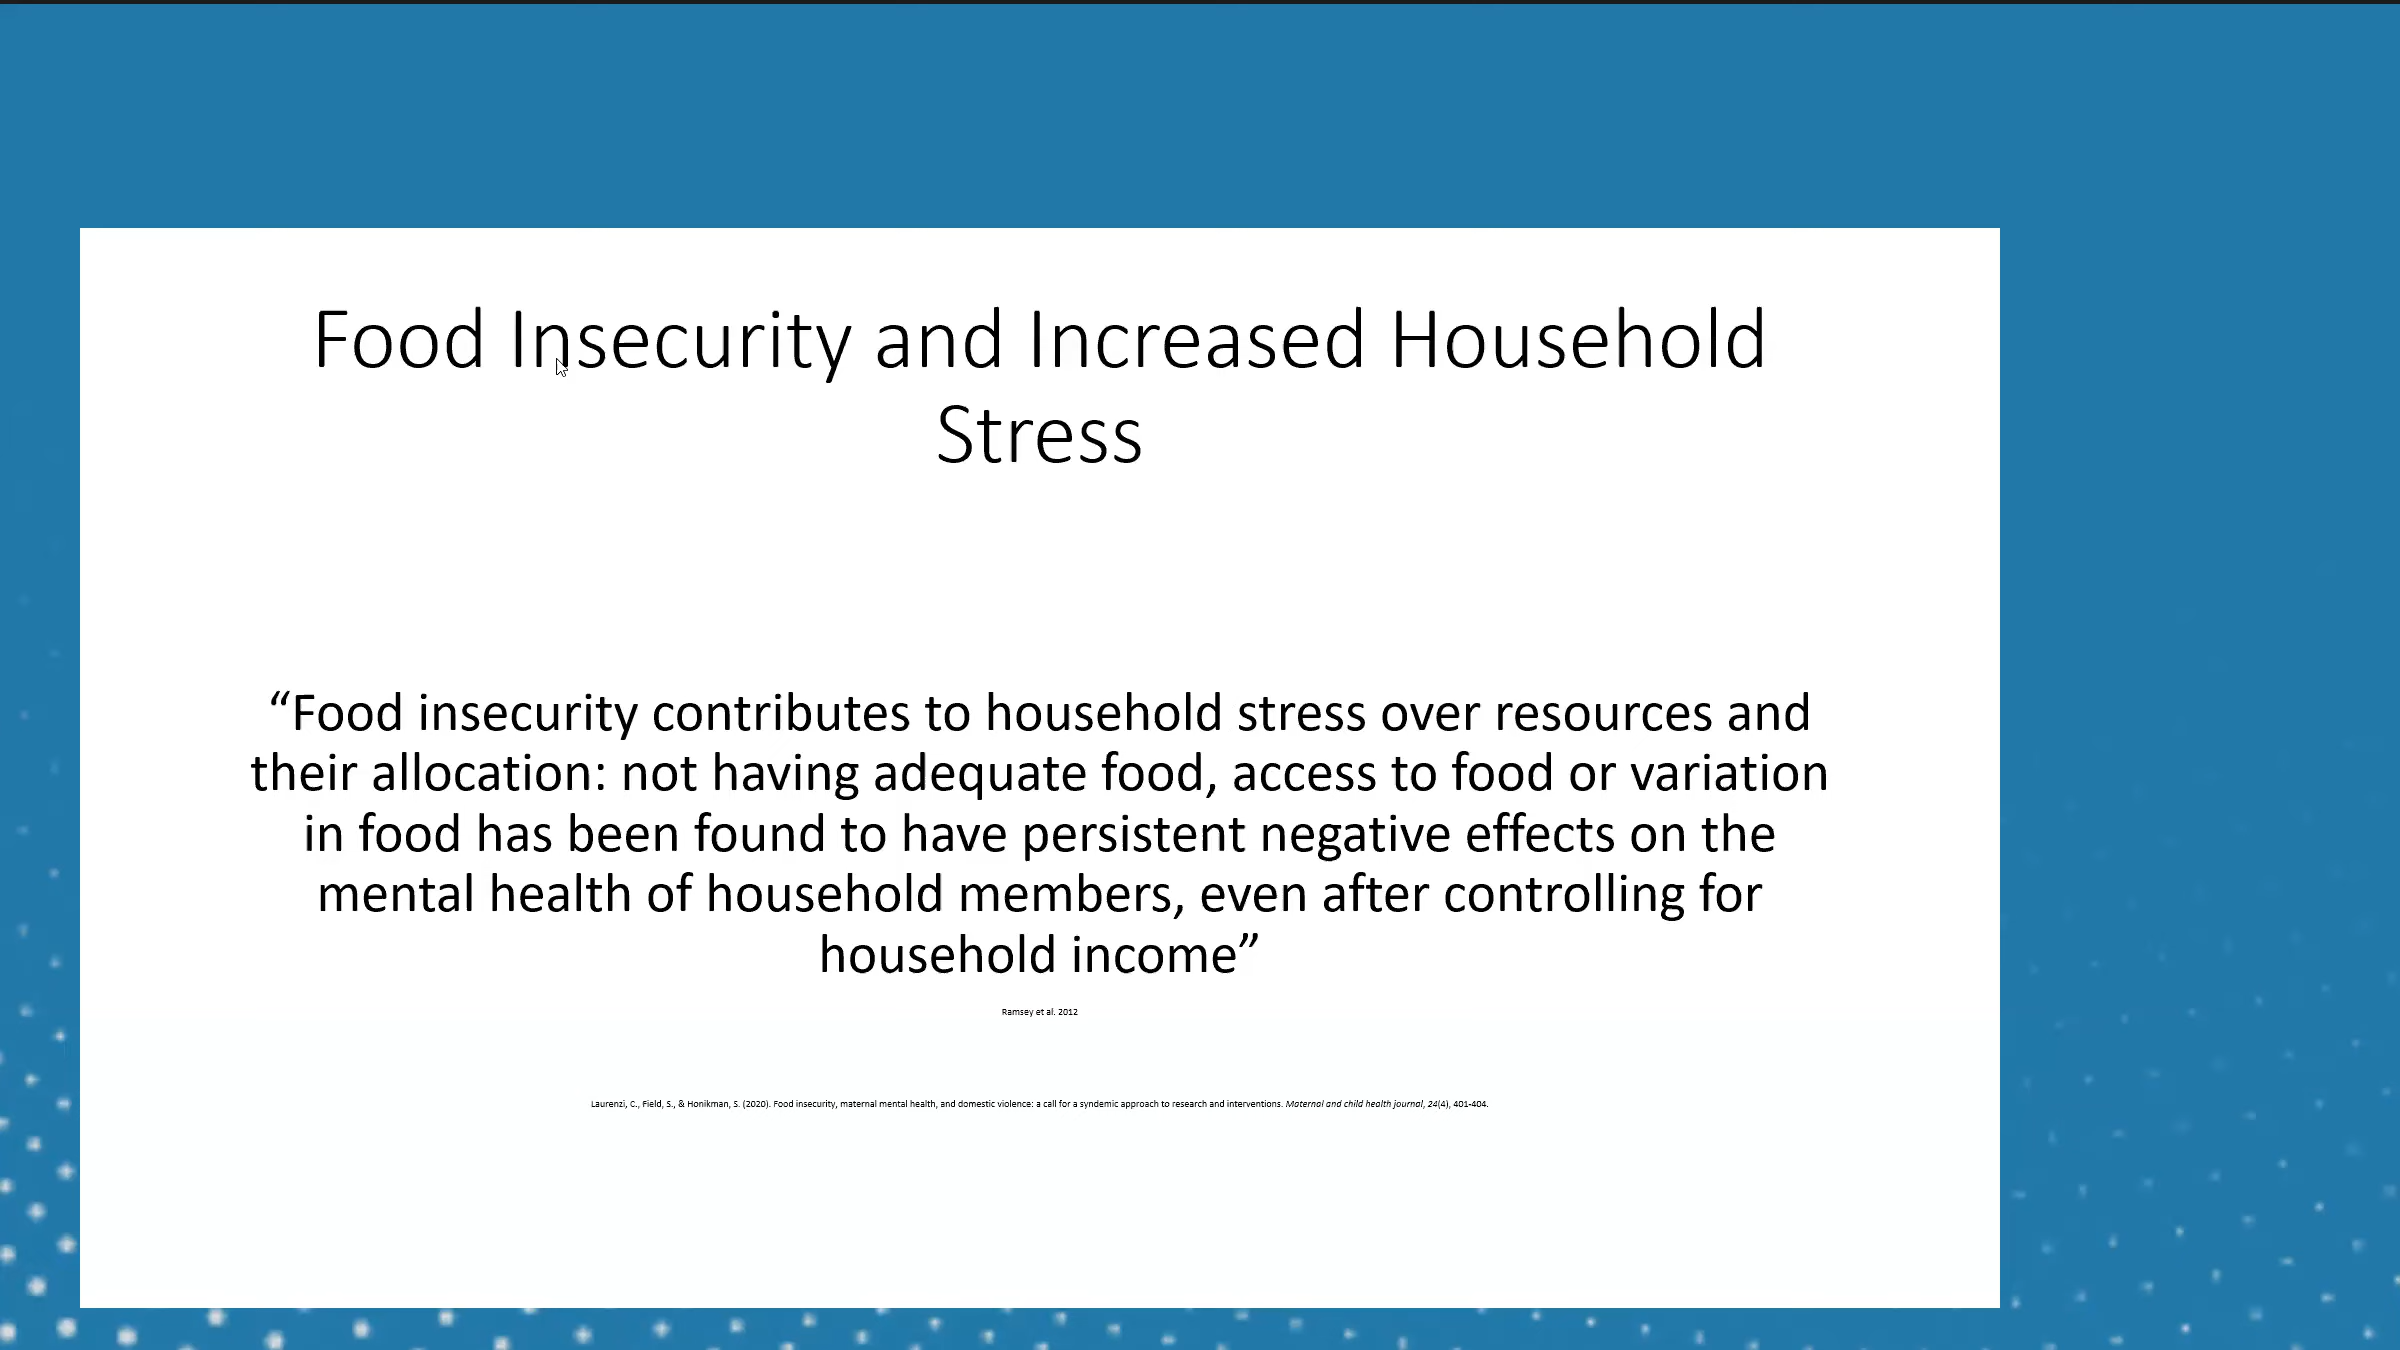 Food Insecurity and Increased Household
Stress
“Food insecurity contributes to household stress over resources and
their allocation: not having adequate food, access to food or variation
in food has been found to have persistent negative effects on the
mental health of household members, even after controlling for
household income”
Ramsey et al. 2012
Laurenzi, C., Field, S., & Honikman, S. (2020). Food insecurity, maternal mental health, and domestic violence: a call for a syndemic approach to research and interventions. Maternal and child health journal, 24(4), 401-404.